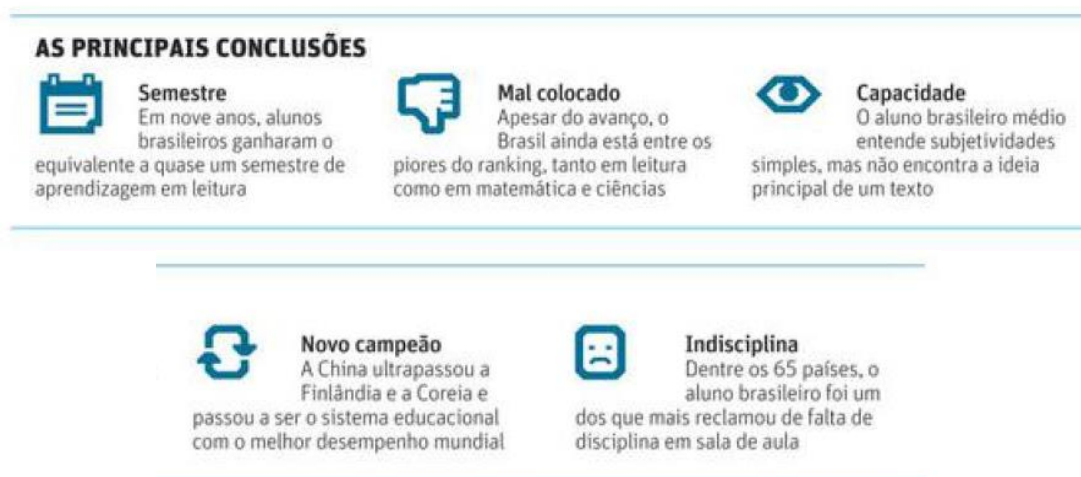 AS PRINCIPAIS CONCLUSÕES
Semestre
Em nove anos, alunos
brasileiros ganharam o
equivalente a quase um semestre de
aprendizagem em leitura
Mal colocado
Apesar do avanço, o
Brasil ainda está entre os
piores do ranking, tanto em leitura
como em matemática e ciências
Capacidade
O aluno brasileiro médio
entende subjetividades
simples, mas não encontra a ideia
principal de um texto
Novo campeão
A China ultrapassou a
Finlândia e a Coreia e
passou a ser o sistema educacional
com o melhor desempenho mundial
Indisciplina
Dentre os 65 países, o
aluno brasileiro foi um
dos que mais reclamou de falta de
disciplina em sala de aula